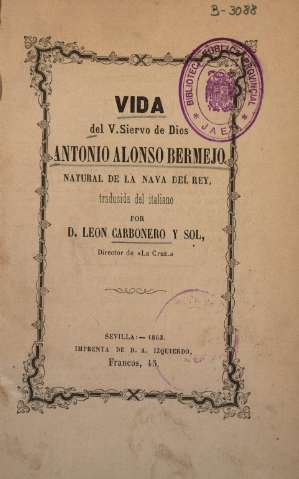 B-3088
VIDA
del V. Siervo de Dios
ANTONIO ALONSO BERMEJO,
NATURAL DE LA NAVA DEL REY,
traducida del italiano
POR
D. LEON CARBONERO Y SOL,
Director de «La Cruz.»
SEVILLA:—1863.
IMPRENTA DE D. A. IZQUIERDO,
Francos, 45.
BIBLIOTECA PÚBLICA PROVINCIAL
* JAEN *